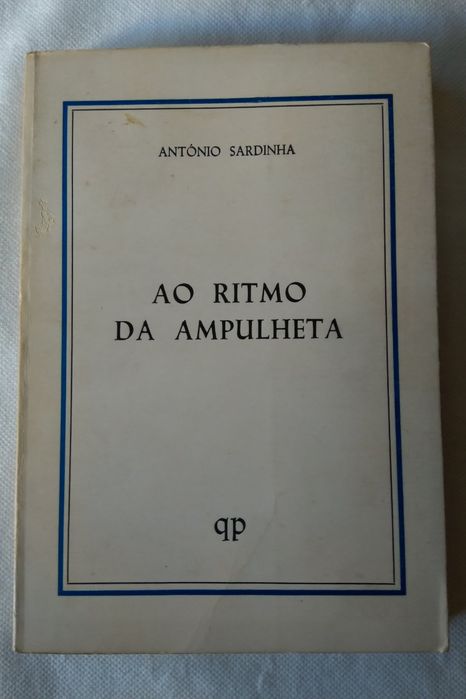 ANTÓNIO SARDINHA
AO RITMO
DA AMPULHETA
qp